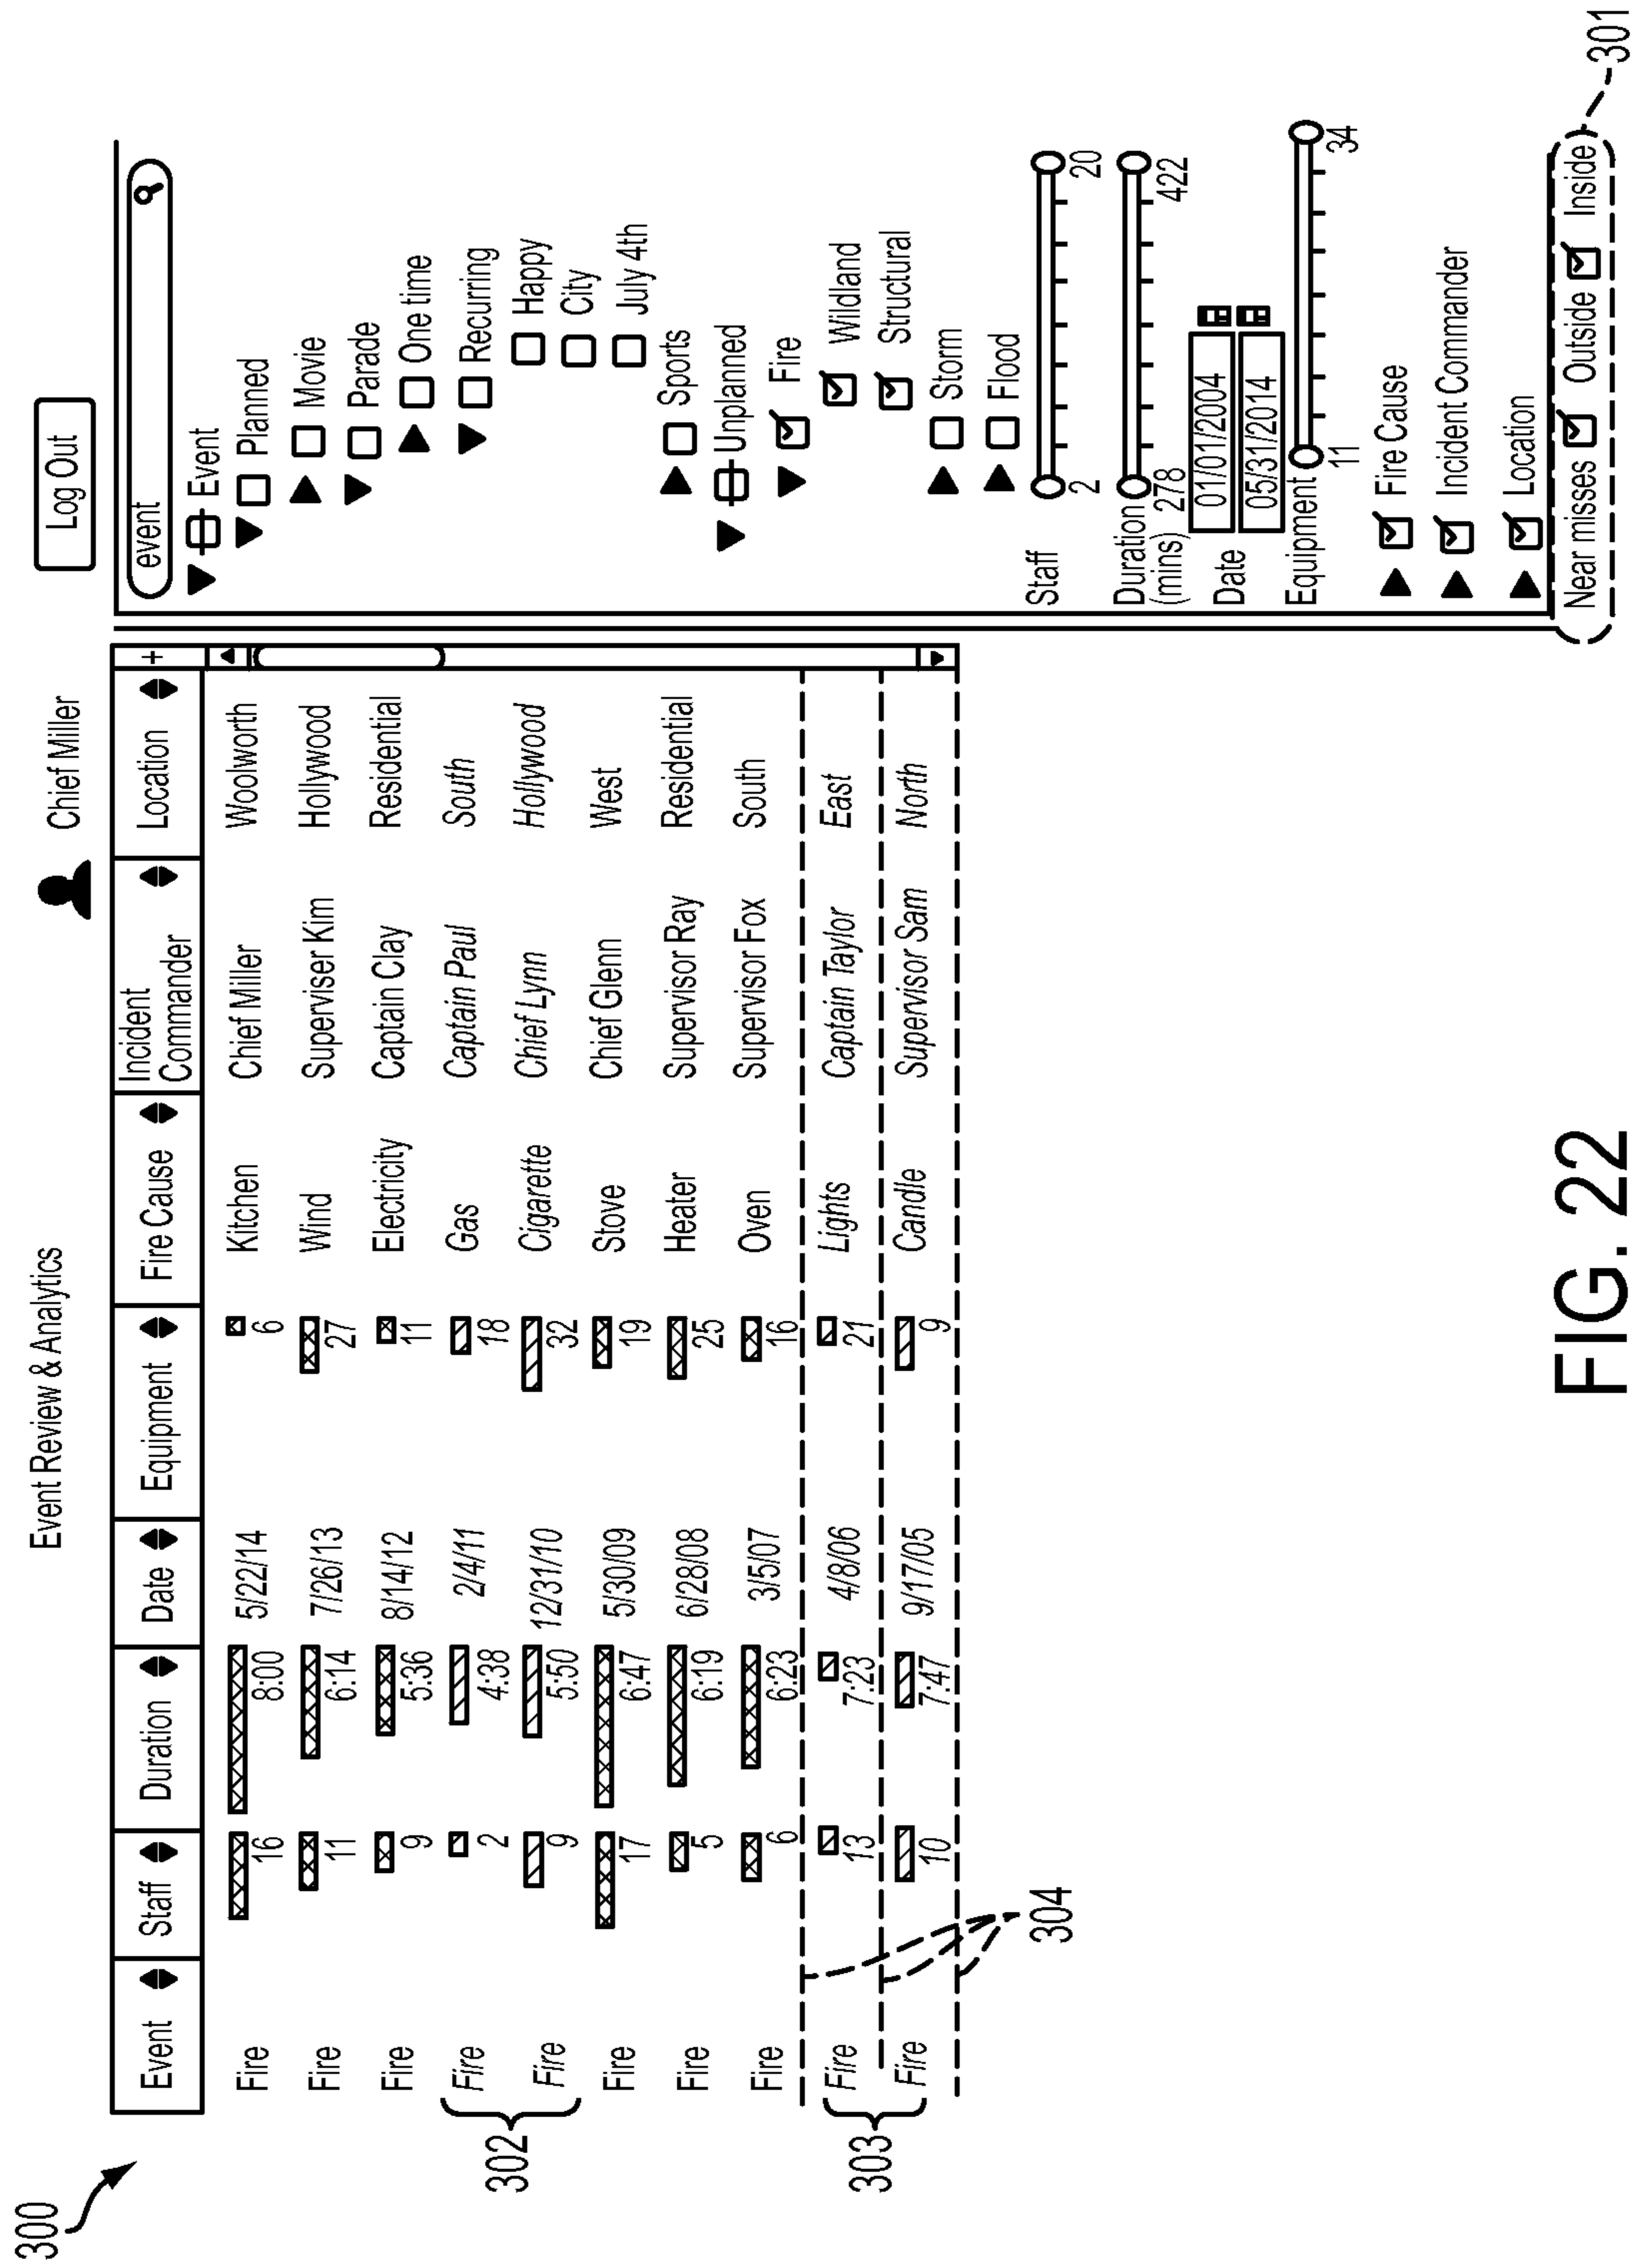 300
Event Review & Analytics
Chief Miller
Log Out
Event Staff Duration Date Equipment Fire Cause Incident Commander Location +
Fire 16 8:00 5/22/14 6 Kitchen Chief Miller Woolworth
Fire 11 6:14 7/26/13 27 Wind Superviser Kim Hollywood
Fire 9 5:36 8/14/12 11 Electricity Captain Clay Residential
Fire 2 4:38 2/4/11 18 Gas Captain Paul South
Fire 9 5:50 12/31/10 32 Cigarette Chief Lynn Hollywood
302
Fire 17 6:47 5/30/09 19 Stove Chief Glenn West
Fire 5 6:19 6/28/08 25 Heater Supervisor Ray Residential
Fire 6 6:23 3/5/07 16 Oven Supervisor Fox South
Fire 13 7:23 4/8/06 21 Lights Captain Taylor East
Fire 10 7:47 9/17/05 9 Candle Supervisor Sam North
303
304
event
Event
Planned
Movie
Parade
One time
Recurring
Happy
City
July 4th
Sports
Unplanned
Fire
Wildland
Structural
Storm
Flood
Staff
2 20
Duration
(mins) 278 422
Date 01/01/2004
05/31/2014
Equipment
11 34
Fire Cause
Incident Commander
Location
Near misses Outside Inside
301
FIG. 22